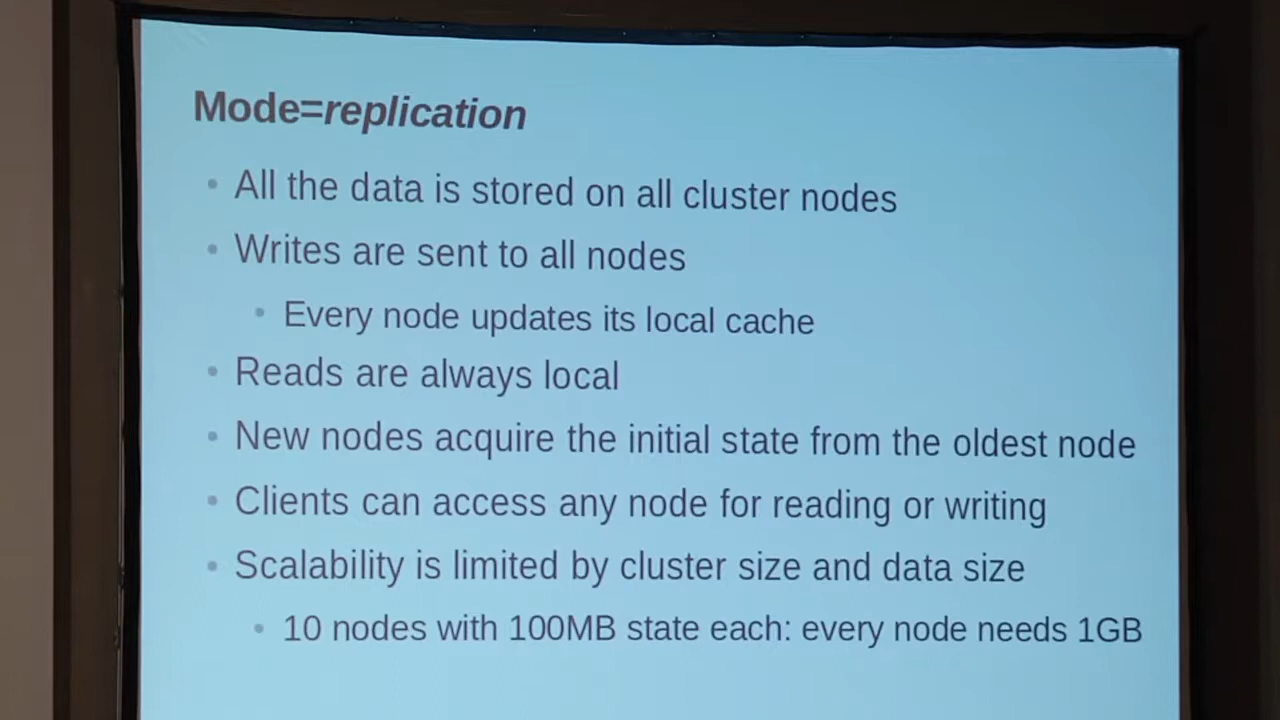 Mode=replication
• All the data is stored on all cluster nodes
• Writes are sent to all nodes
• Every node updates its local cache
• Reads are always local
• New nodes acquire the initial state from the oldest node
• Clients can access any node for reading or writing
• Scalability is limited by cluster size and data size
• 10 nodes with 100MB state each: every node needs 1GB